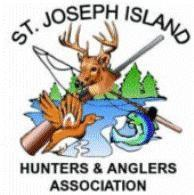 ST. JOSEPH ISLAND
HUNTERS & ANGLERS
ASSOCIATION